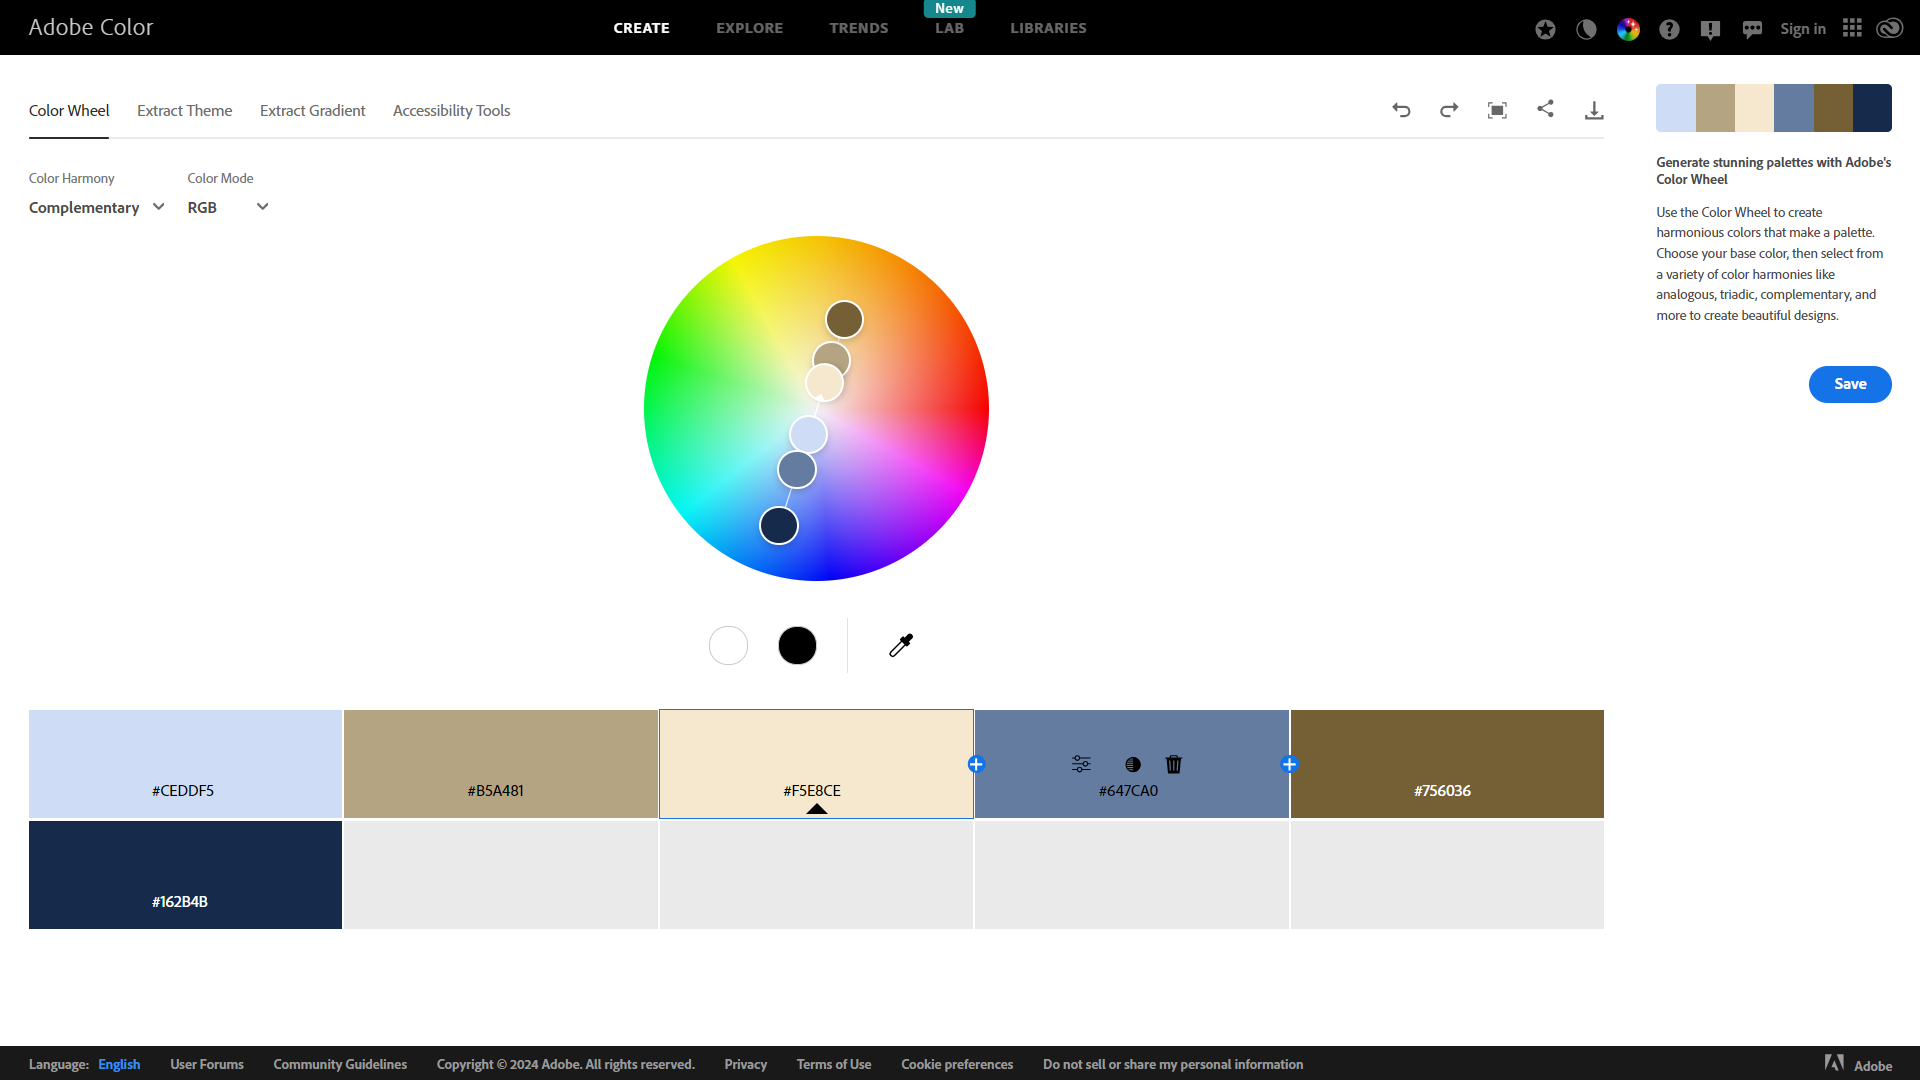 Adobe Color
CREATE EXPLORE TRENDS LAB LIBRARIES
New
Sign in
Color Wheel Extract Theme Extract Gradient Accessibility Tools
Color Harmony Color Mode
Complementary RGB
Generate stunning palettes with Adobe's
Color Wheel
Use the Color Wheel to create
harmonious colors that make a palette.
Choose your base color, then select from
a variety of color harmonies like
analogous, triadic, complementary, and
more to create beautiful designs.
Save
#CEDDF5 #B5A481 #F5E8CE #647CA0 #756036
#162B4B
Language: English User Forums Community Guidelines Copyright © 2024 Adobe. All rights reserved. Privacy Terms of Use Cookie preferences Do not sell or share my personal information Adobe